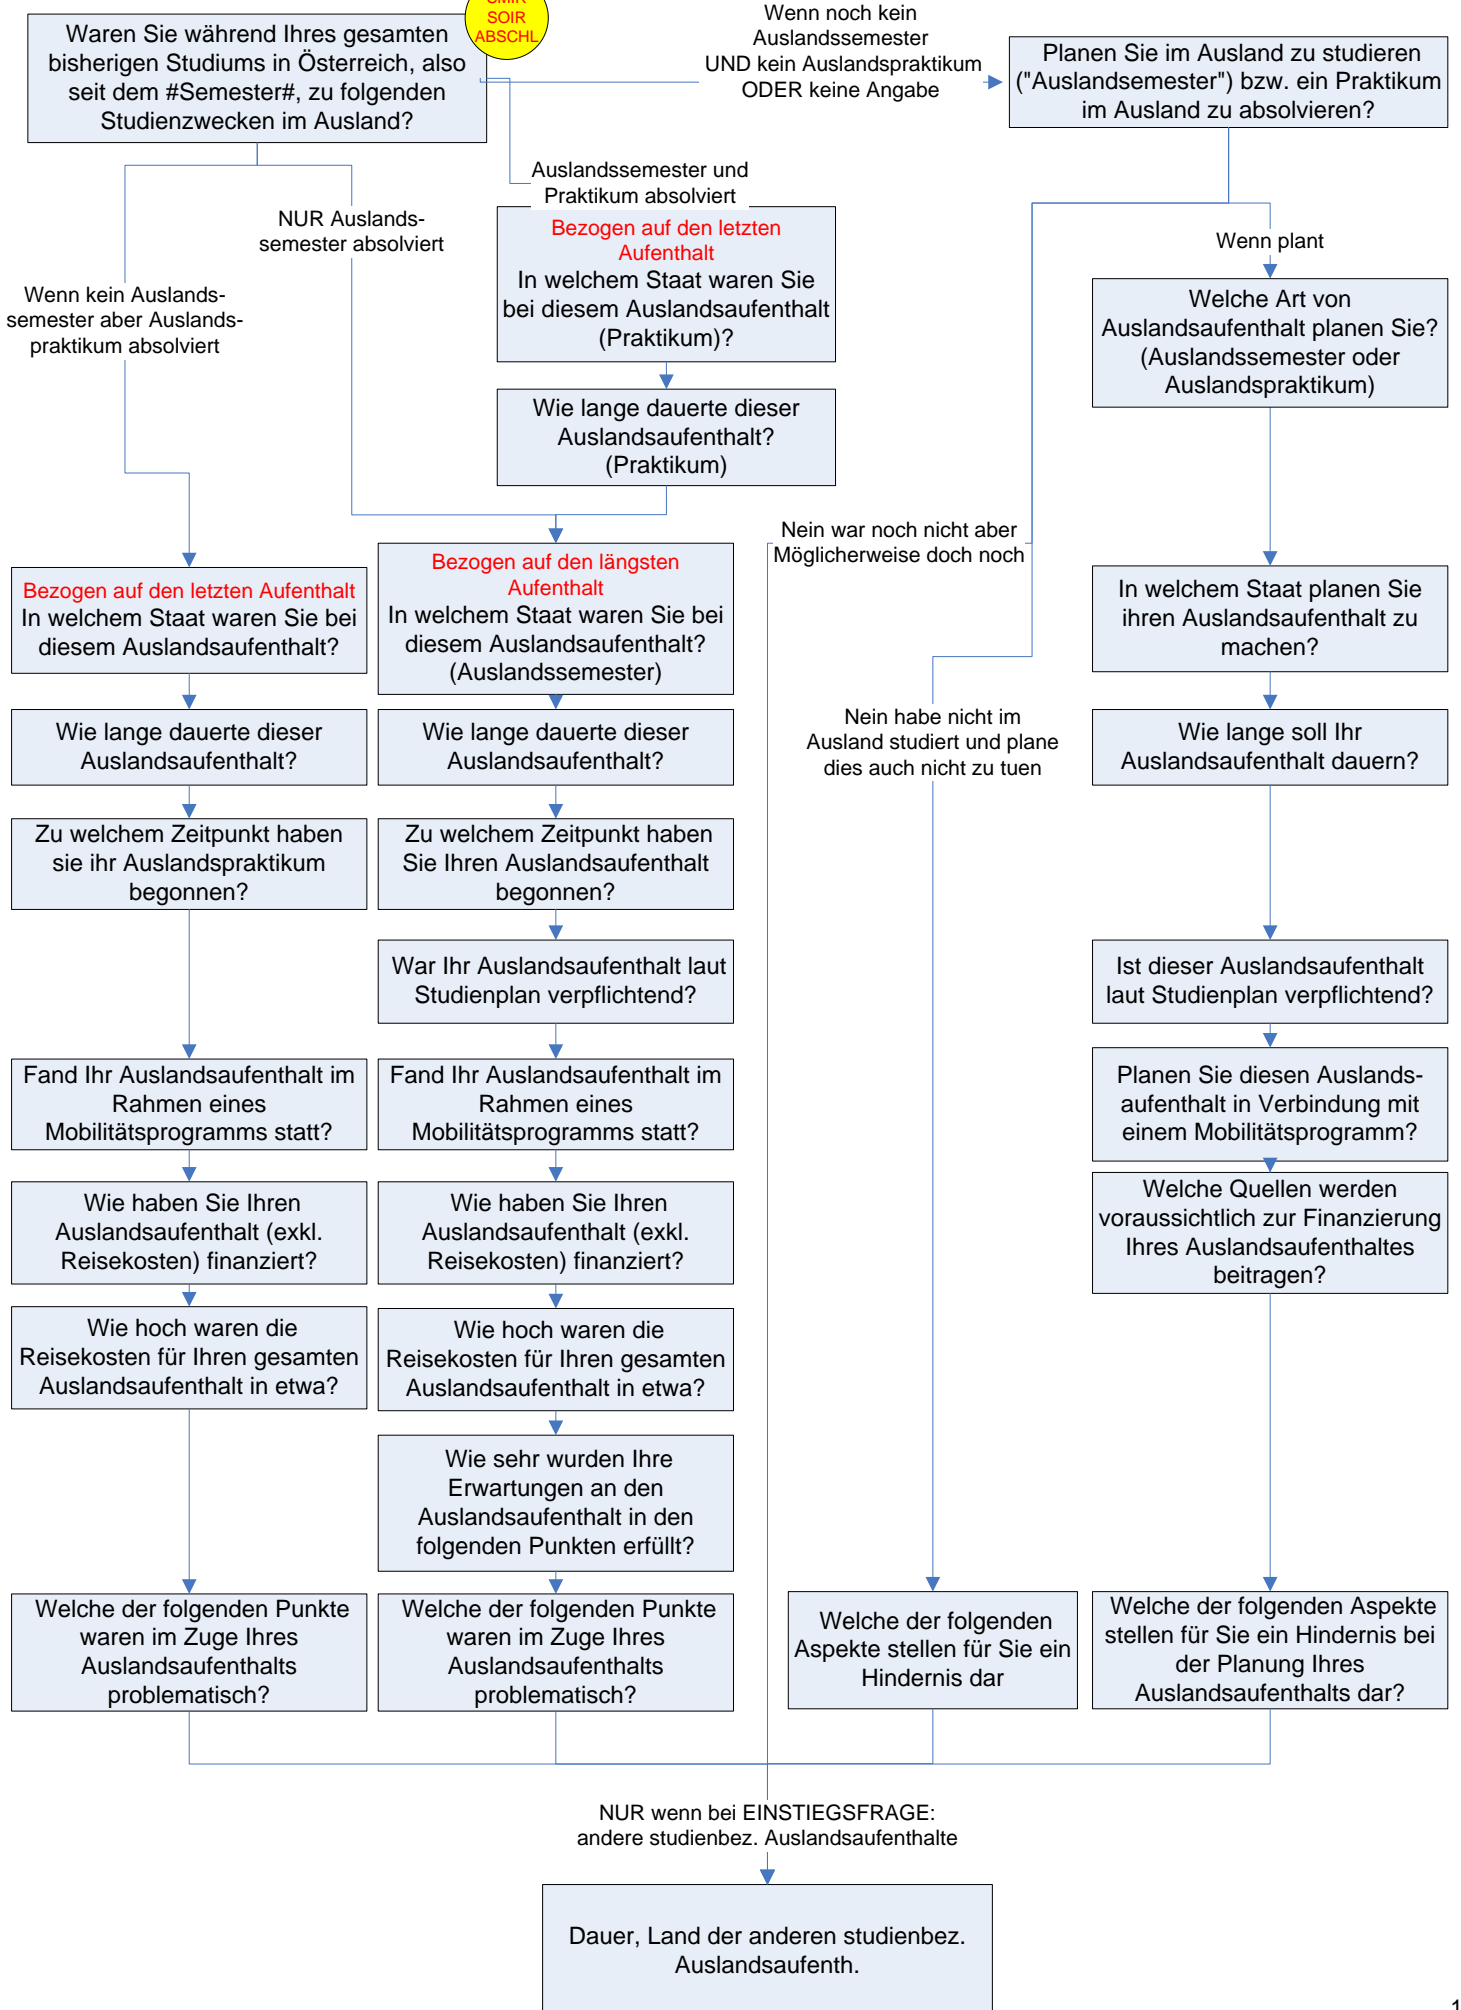 SMIR
SOIR
ABSCHL
Waren Sie während Ihres gesamten
bisherigen Studiums in Österreich, also
seit dem #Semester#, zu folgenden
Studienzwecken im Ausland?
Wenn noch kein
Auslandssemester
UND kein Auslandspraktikum
ODER keine Angabe
Planen Sie im Ausland zu studieren
("Auslandsemester") bzw. ein Praktikum
im Ausland zu absolvieren?
Auslandssemester und
Praktikum absolviert
NUR Auslands-
semester absolviert
Wenn kein Auslands-
semester aber Auslands-
praktikum absolviert
Bezogen auf den letzten
Aufenthalt
In welchem Staat waren Sie
bei diesem Auslandsaufenthalt
(Praktikum)?
Wie lange dauerte dieser
Auslandsaufenthalt?
(Praktikum)
Wenn plant
Welche Art von
Auslandsaufenthalt planen Sie?
(Auslandssemester oder
Auslandspraktikum)
Nein war noch nicht aber
Möglicherweise doch noch
Bezogen auf den letzten Aufenthalt
In welchem Staat waren Sie bei
diesem Auslandsaufenthalt?
Bezogen auf den längsten
Aufenthalt
In welchem Staat waren Sie bei
diesem Auslandsaufenthalt?
(Auslandssemester)
In welchem Staat planen Sie
ihren Auslandsaufenthalt zu
machen?
Wie lange dauerte dieser
Auslandsaufenthalt?
Wie lange dauerte dieser
Auslandsaufenthalt?
Nein habe nicht im
Ausland studiert und plane
dies auch nicht zu tuen
Wie lange soll Ihr
Auslandsaufenthalt dauern?
Zu welchem Zeitpunkt haben
sie ihr Auslandspraktikum
begonnen?
Zu welchem Zeitpunkt haben
Sie Ihren Auslandsaufenthalt
begonnen?
War Ihr Auslandsaufenthalt laut
Studienplan verpflichtend?
Ist dieser Auslandsaufenthalt
laut Studienplan verpflichtend?
Fand Ihr Auslandsaufenthalt im
Rahmen eines
Mobilitätsprogramms statt?
Fand Ihr Auslandsaufenthalt im
Rahmen eines
Mobilitätsprogramms statt?
Planen Sie diesen Auslands-
aufenthalt in Verbindung mit
einem Mobilitätsprogramm?
Wie haben Sie Ihren
Auslandsaufenthalt (exkl.
Reisekosten) finanziert?
Wie haben Sie Ihren
Auslandsaufenthalt (exkl.
Reisekosten) finanziert?
Welche Quellen werden
voraussichtlich zur Finanzierung
Ihres Auslandsaufenthaltes
beitragen?
Wie hoch waren die
Reisekosten für Ihren gesamten
Auslandsaufenthalt in etwa?
Wie hoch waren die
Reisekosten für Ihren gesamten
Auslandsaufenthalt in etwa?
Wie sehr wurden Ihre
Erwartungen an den
Auslandsaufenthalt in den
folgenden Punkten erfüllt?
Welche der folgenden Punkte
waren im Zuge Ihres
Auslandsaufenthalts
problematisch?
Welche der folgenden Punkte
waren im Zuge Ihres
Auslandsaufenthalts
problematisch?
Welche der folgenden
Aspekte stellen für Sie ein
Hindernis dar
Welche der folgenden Aspekte
stellen für Sie ein Hindernis bei
der Planung Ihres
Auslandsaufenthalts dar?
NUR wenn bei EINSTIEGSFRAGE:
andere studienbez. Auslandsaufenthalte
Dauer, Land der anderen studienbez.
Auslandsaufenth.
1